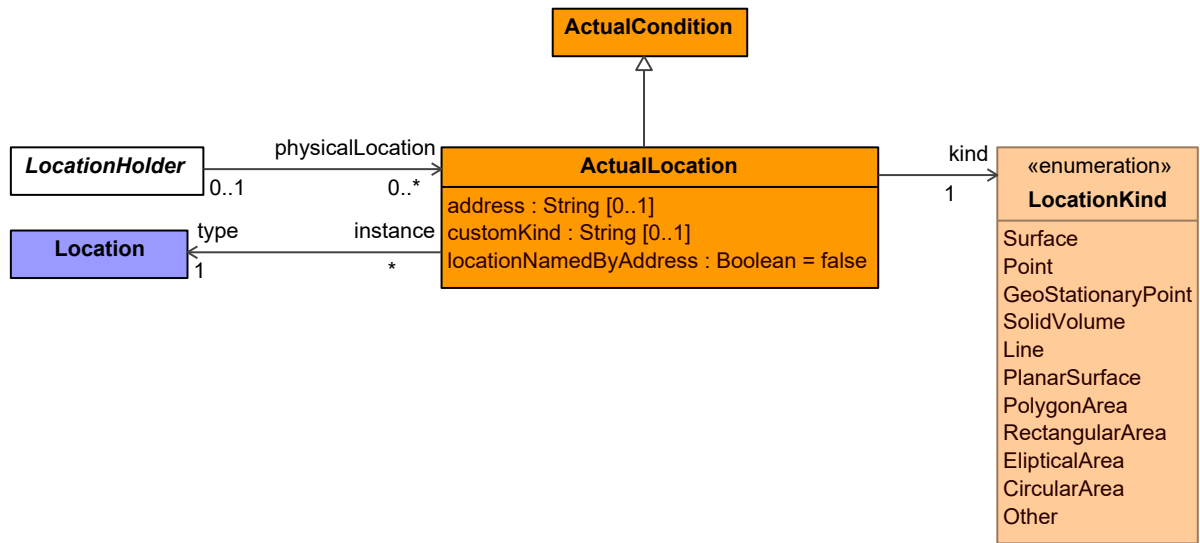 ActualCondition
LocationHolder
physicalLocation
0..1
0..*
ActualLocation
address : String [0..1]
customKind : String [0..1]
locationNamedByAddress : Boolean = false
kind
1
Location
type
1
instance
*
«enumeration»
LocationKind
Surface
Point
GeoStationaryPoint
SolidVolume
Line
PlanarSurface
PolygonArea
RectangularArea
ElipticalArea
CircularArea
Other